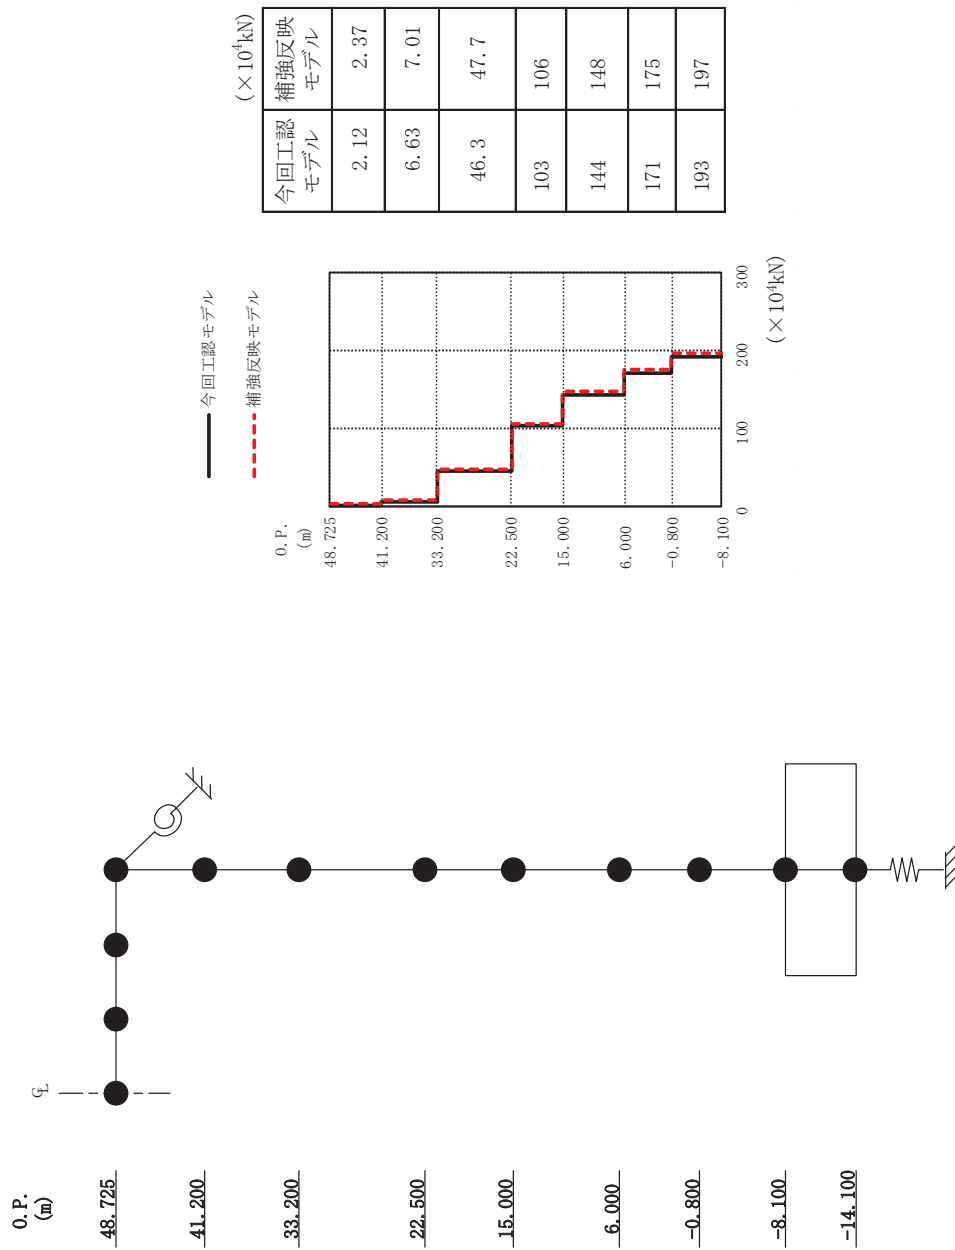 O.P.
(m)
48.725
41.200
33.200
22.500
15.000
6.000
-0.800
-8.100
-14.100
℄
今回工認モデル
補強反映モデル
O.P.
(m)
48.725
41.200
33.200
22.500
15.000
6.000
-0.800
-8.100
0 100 200 300
(×10⁴kN)
(×10⁴kN)
今回工認 補強反映
モデル モデル
2.12 2.37
6.63 7.01
46.3 47.7
103 106
144 148
171 175
193 197